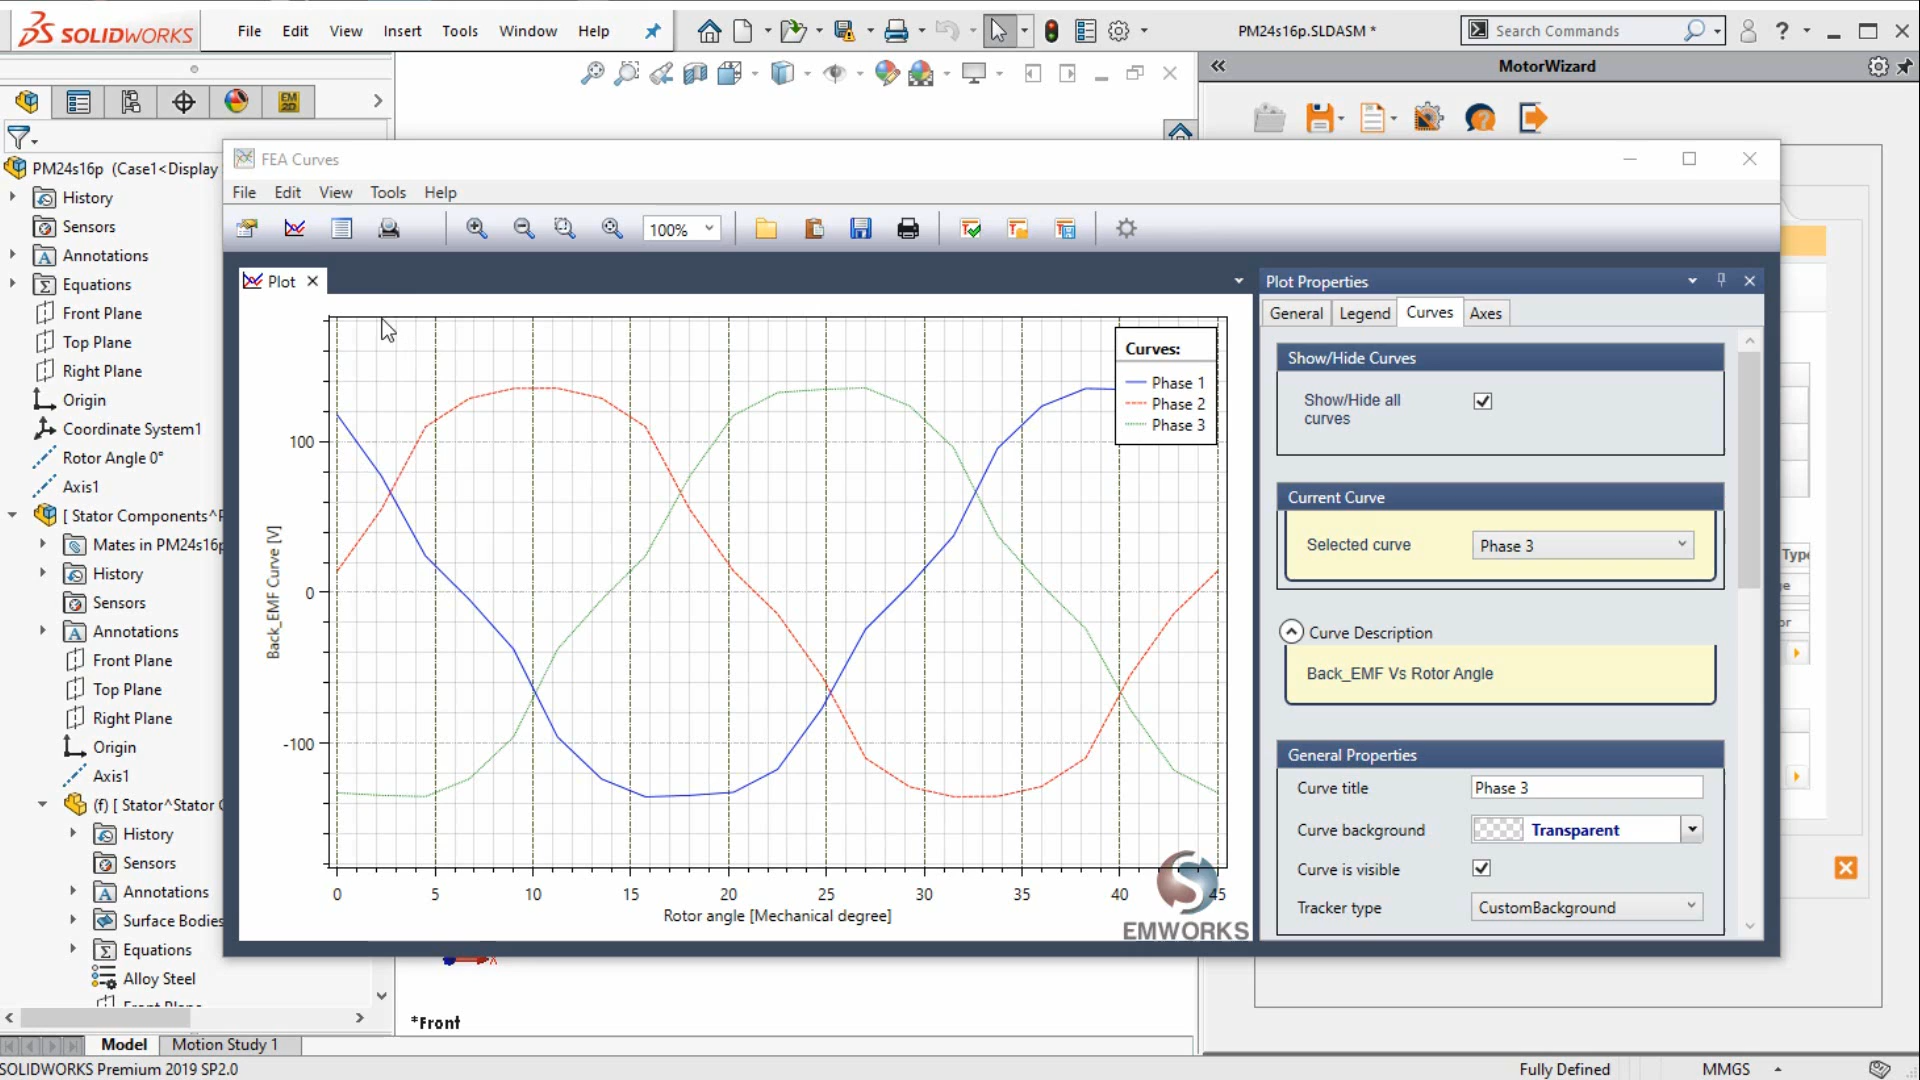 SOLIDWORKS
File Edit View Insert Tools Window Help
PM24s16p.SLDASM *
Search Commands
?
MotorWizard
EM
2D
PM24s16p (Case1<Display
History
Sensors
Annotations
Equations
Front Plane
Top Plane
Right Plane
Origin
Coordinate System1
Rotor Angle 0°
Axis1
[ Stator Components^
Mates in PM24s16p
History
Sensors
Annotations
Front Plane
Top Plane
Right Plane
Origin
Axis1
(f) [ Stator^Stator
History
Sensors
Annotations
Surface Bodies
Equations
Alloy Steel
Front Plane
FEA Curves
File Edit View Tools Help
100%
Plot
Curves:
Phase 1
Phase 2
Phase 3
Back_EMF Curve [V]
100
0
-100
0 5 10 15 20 25 30 35 40 45
Rotor angle [Mechanical degree]
EMWORKS
Plot Properties
General Legend Curves Axes
Show/Hide Curves
Show/Hide all
curves
Current Curve
Selected curve Phase 3
Curve Description
Back_EMF Vs Rotor Angle
General Properties
Curve title Phase 3
Curve background Transparent
Curve is visible
Tracker type CustomBackground
Type
*Front
Model Motion Study 1
SOLIDWORKS Premium 2019 SP2.0
Fully Defined MMGS